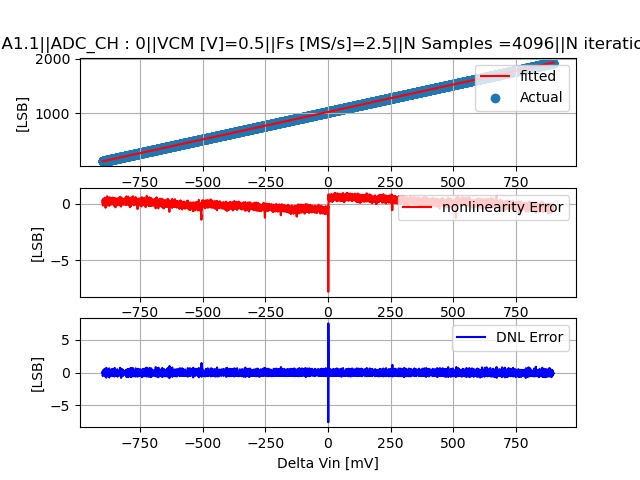 A1.1||ADC_CH : 0||VCM [V]=0.5||Fs [MS/s]=2.5||N Samples =4096||N iteratio
2000
1000
[LSB]
fitted
Actual
−750 −500 −250 0 250 500 750
0
−5
[LSB]
nonlinearity Error
−750 −500 −250 0 250 500 750
5
0
−5
[LSB]
DNL Error
−750 −500 −250 0 250 500 750
Delta Vin [mV]